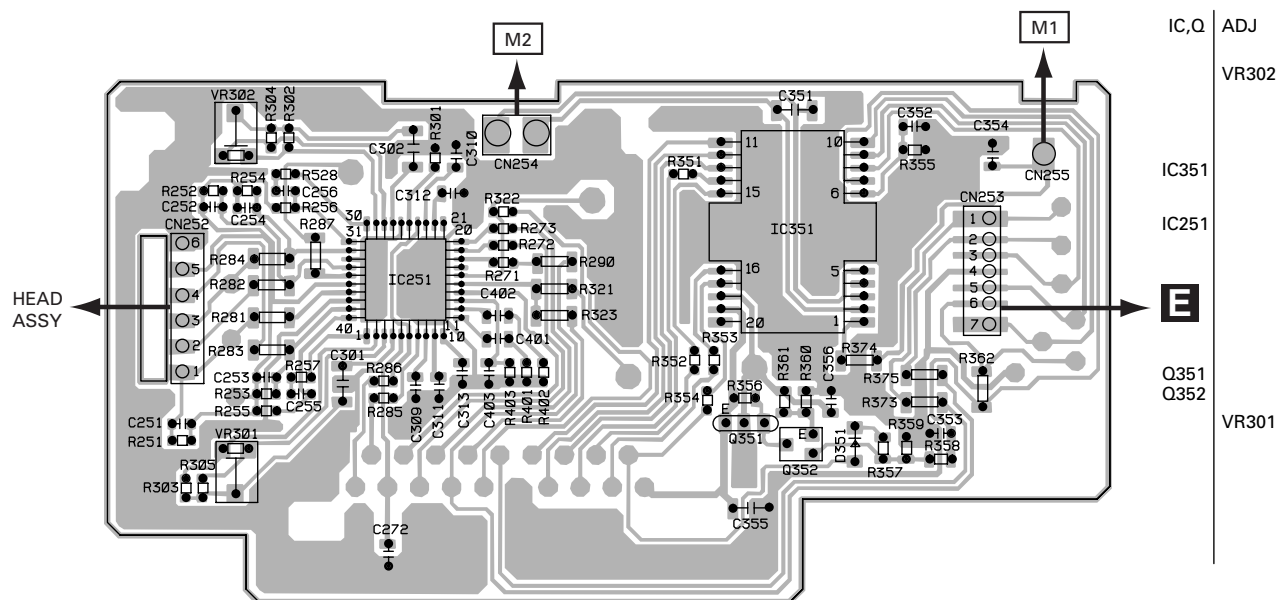 IC,Q ADJ
M2
M1
VR302
VR302
R304
R302
C302
R301
C310
CN254
C351
C352
R355
C354
CN255
11
10
15
6
R351
IC351
R528
R252
R254
C256
C252
C254
R256
C312
R322
R273
R272
R271
CN253
1
2
3
4
5
6
7
IC251
CN252
6
5
4
3
2
1
R287
30
21
31
20
IC251
40
11
1
10
R284
R282
R281
R283
R290
R321
R323
C402
C401
IC351
16
5
20
1
HEAD
ASSY
E
R353
R352
R354
R374
R375
R373
R362
R361
R360
C356
R356
C253
R257
R253
C255
R255
C301
R286
R285
C309
C311
C313
C403
R403
R401
R402
Q351
Q352
C251
R251
VR301
R305
R303
E
Q351
E
Q352
D351
R357
R359
C353
R358
VR301
C355
C272